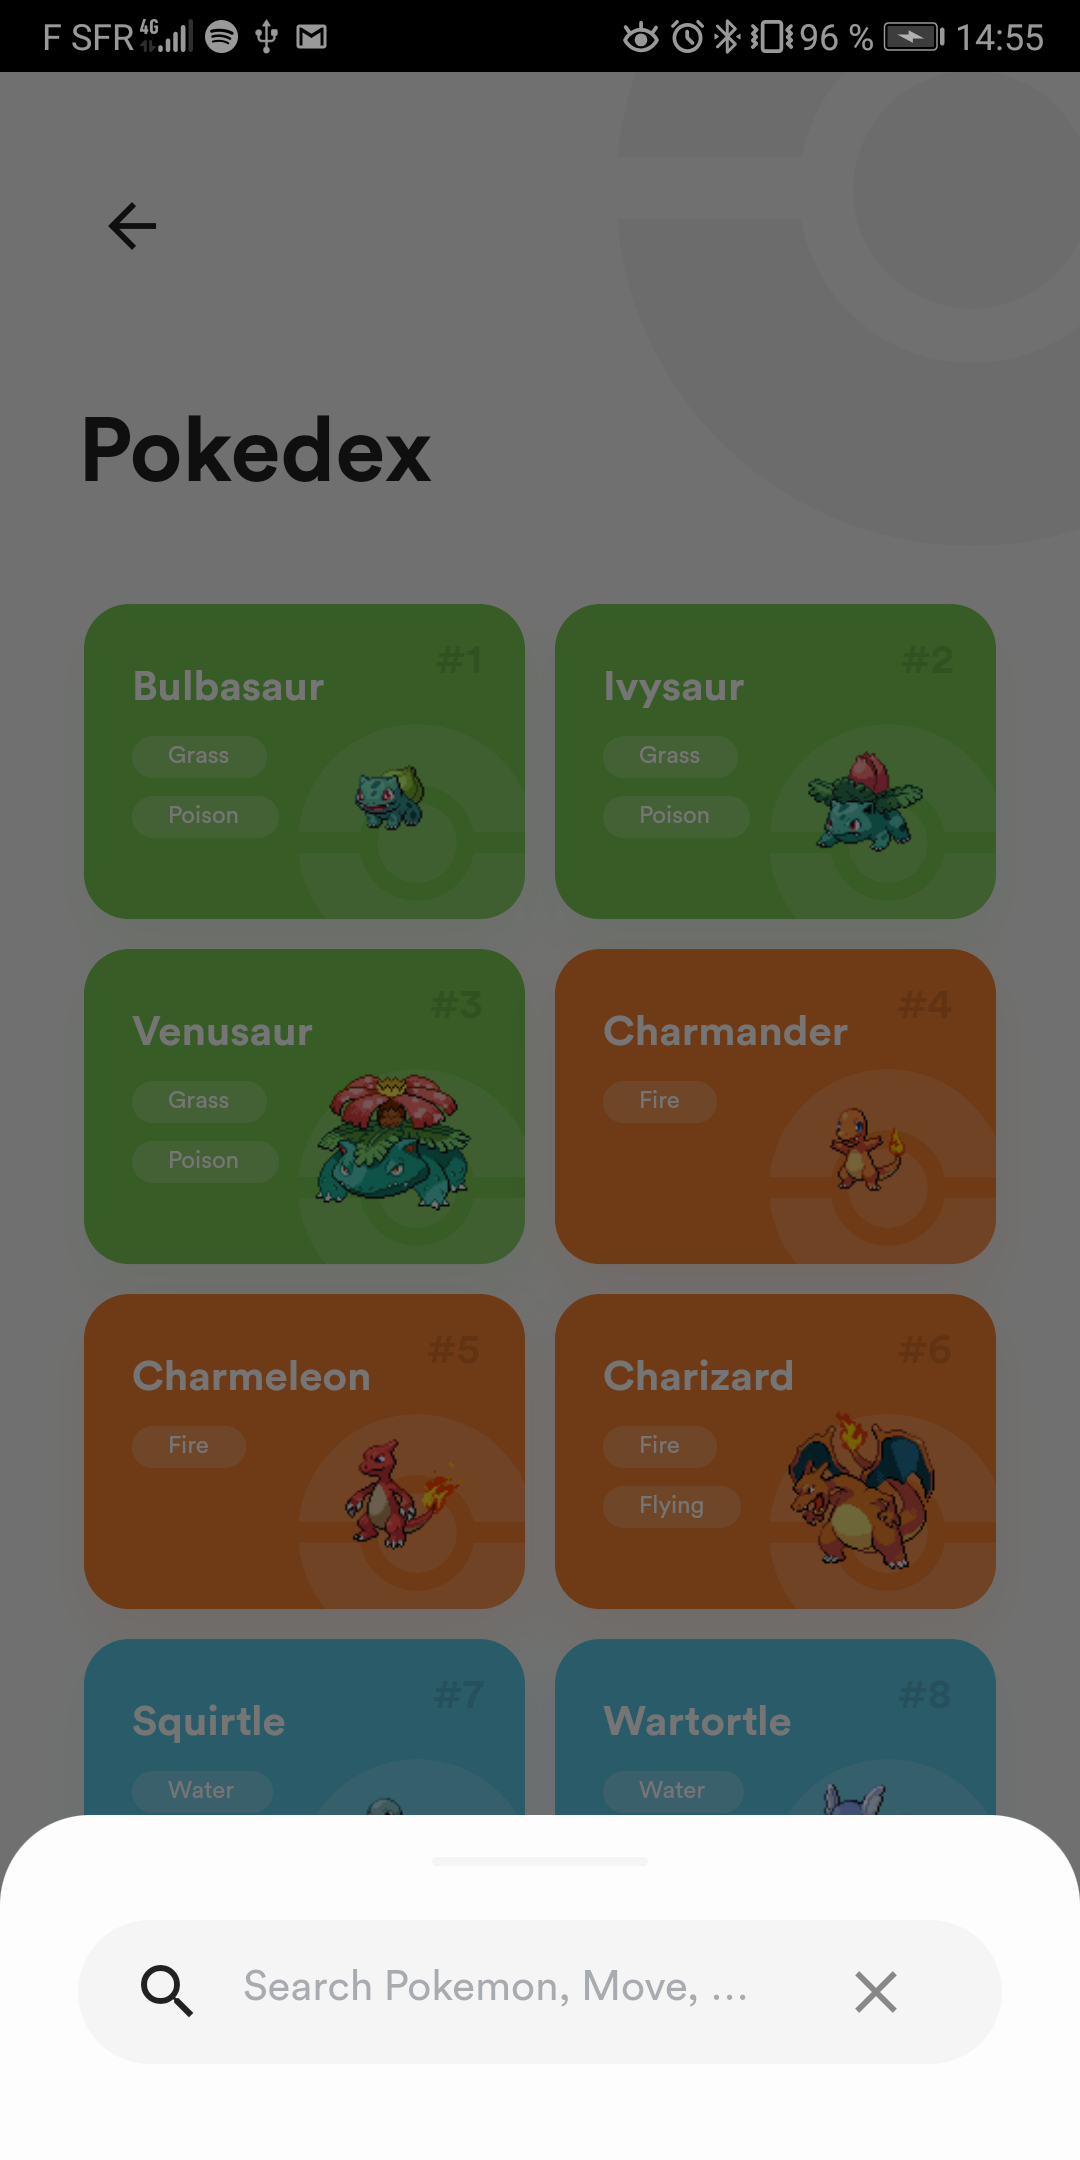 F SFR 4G 96 % 14:55
Pokedex
#1 #2
Bulbasaur Ivysaur
Grass Grass
Poison Poison
#3 #4
Venusaur Charmander
Grass Fire
Poison
#5 #6
Charmeleon Charizard
Fire Fire
Flying
#7 #8
Squirtle Wartortle
Water Water
Search Pokemon, Move, ...